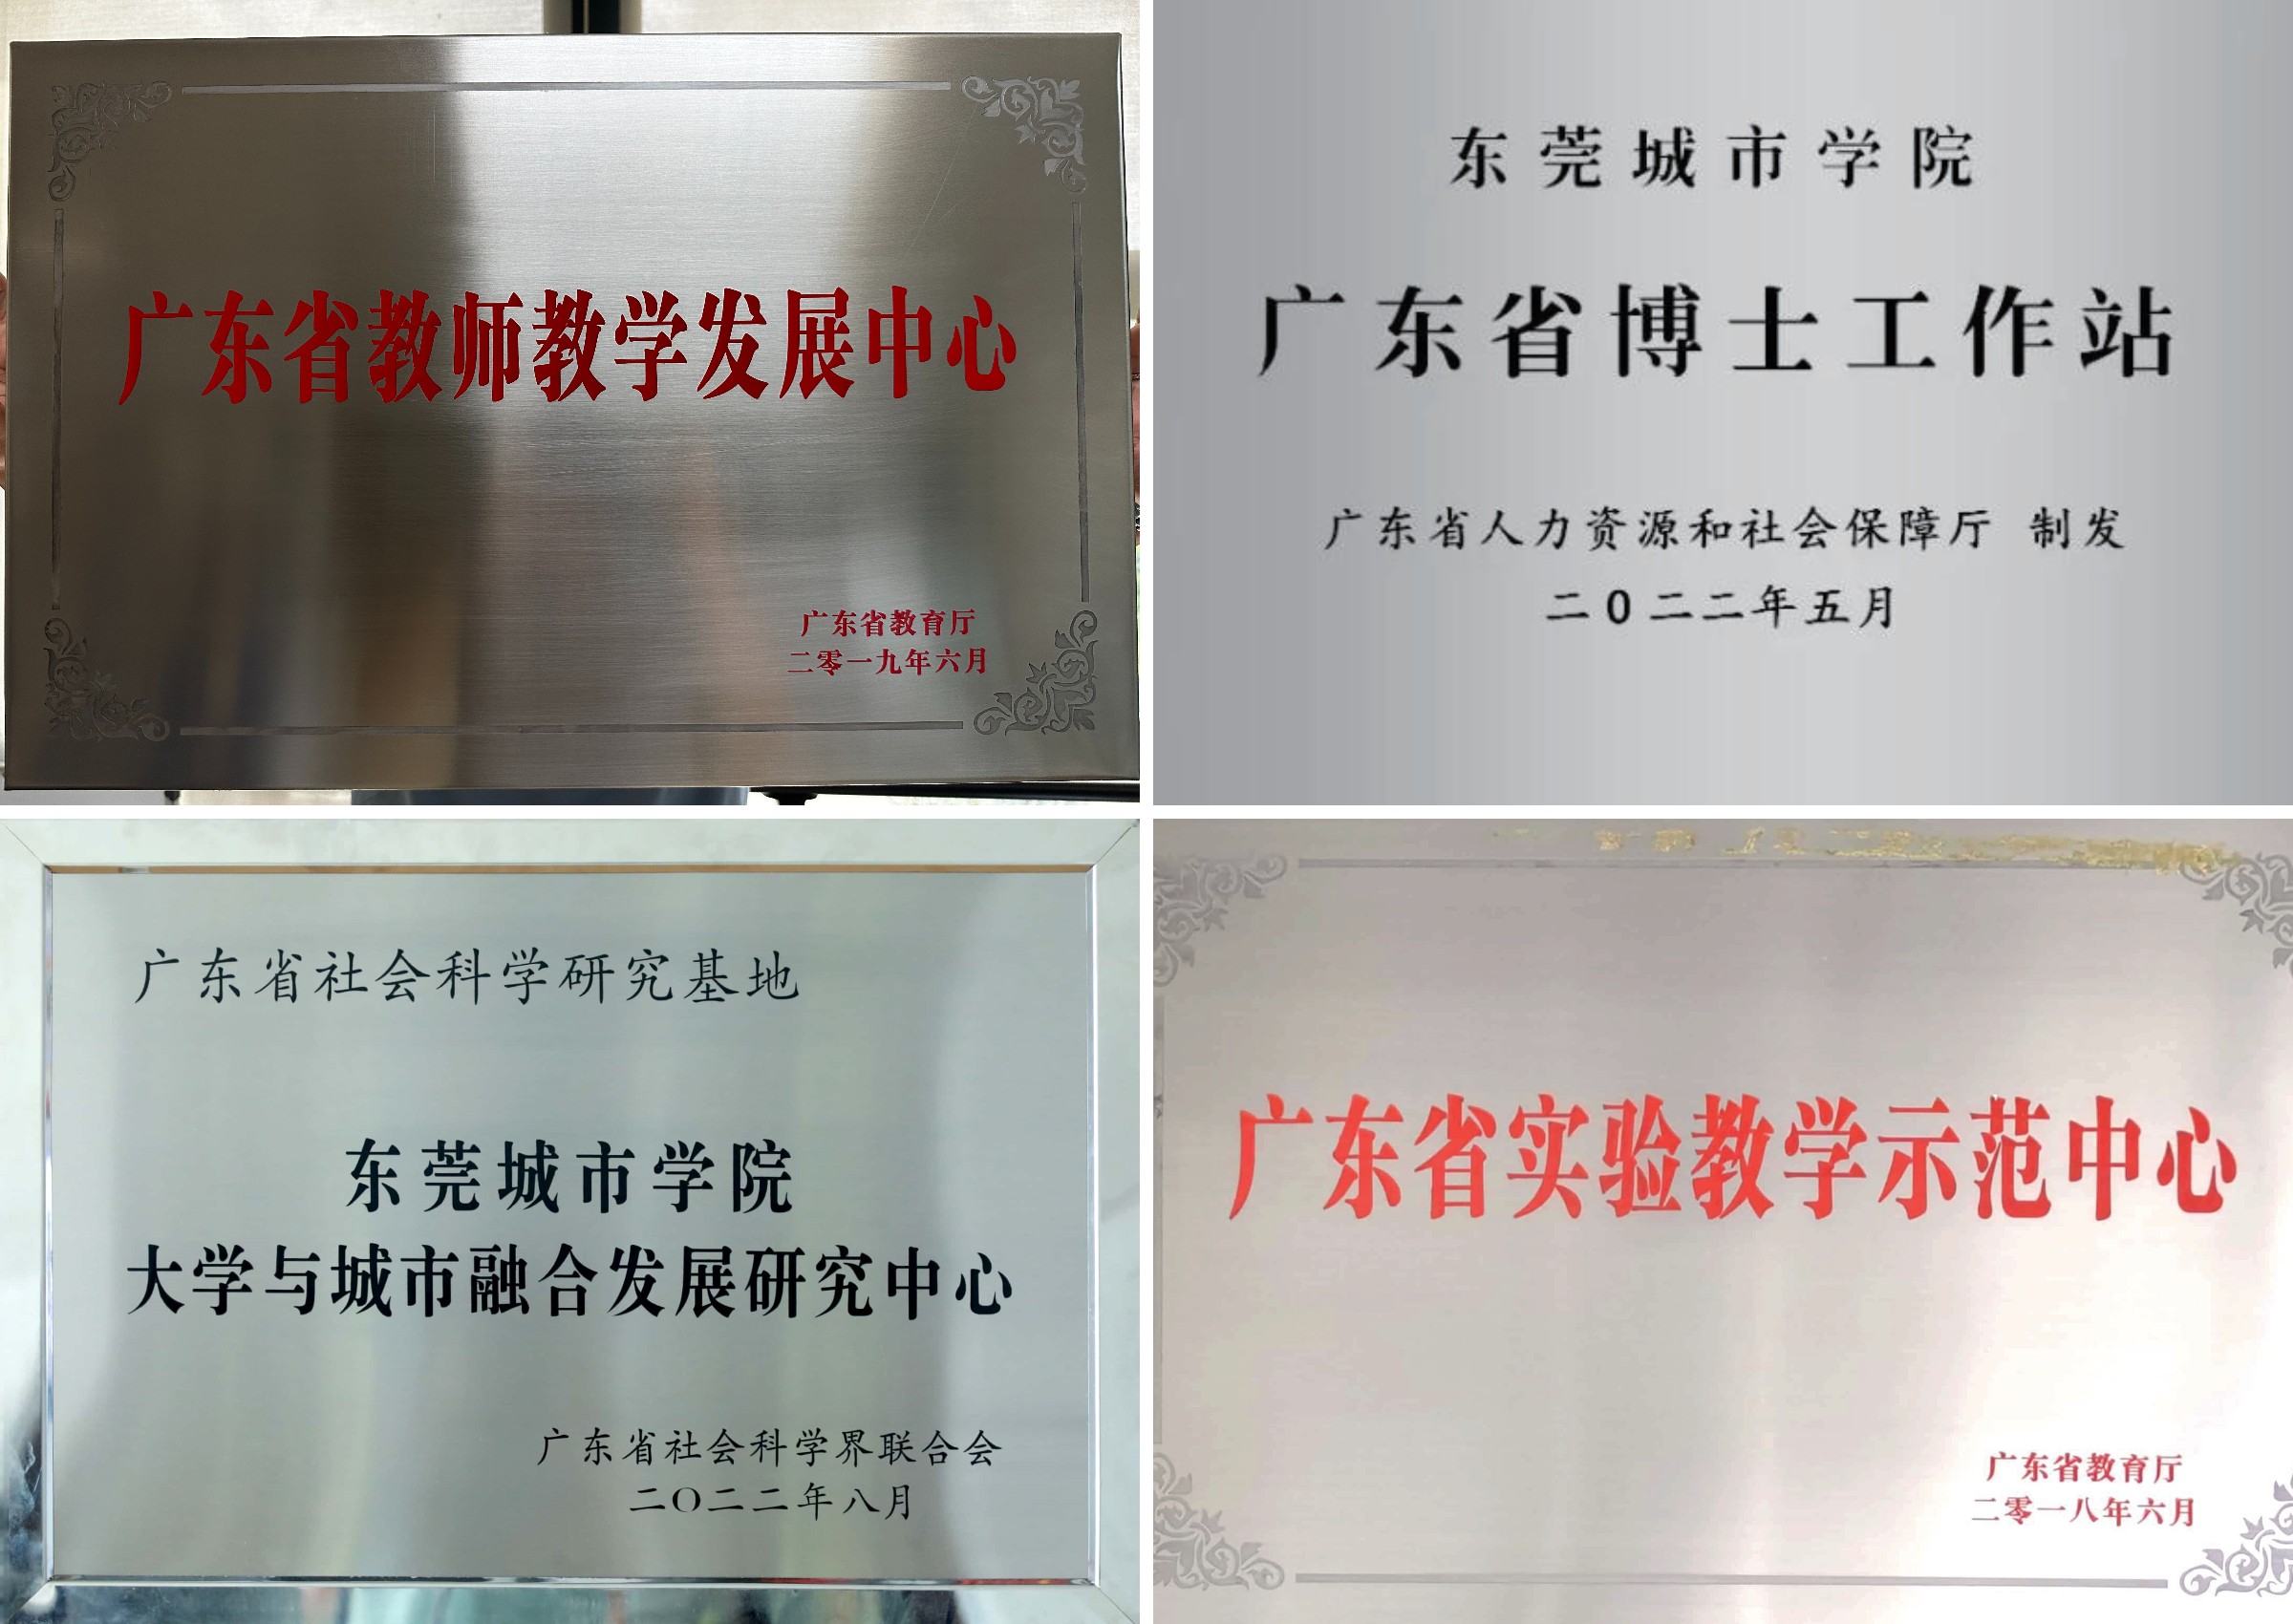 广东省教师教学发展中心
广东省教育厅
二零一九年六月
东莞城市学院
广东省博士工作站
广东省人力资源和社会保障厅 制发
二0二二年五月
广东省社会科学研究基地
东莞城市学院
大学与城市融合发展研究中心
广东省社会科学界联合会
二〇二二年八月
广东省实验教学示范中心
广东省教育厅
二零一八年六月